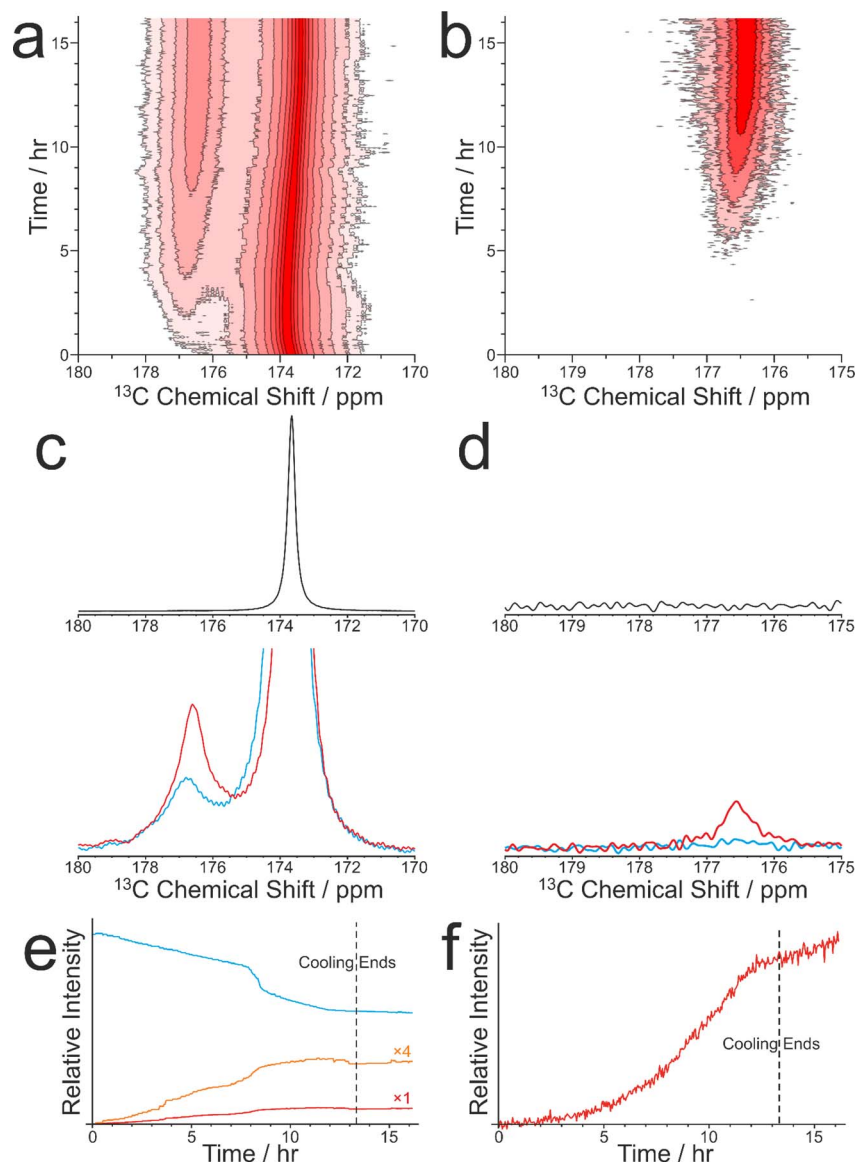 a
15
10
5
0
Time / hr
180 178 176 174 172 170
¹³C Chemical Shift / ppm
b
15
10
5
0
Time / hr
180 179 178 177 176 175
¹³C Chemical Shift / ppm
c
180 178 176 174 172 170
180 178 176 174 172 170
¹³C Chemical Shift / ppm
d
180 179 178 177 176 175
180 179 178 177 176 175
¹³C Chemical Shift / ppm
e
Relative Intensity
Cooling Ends
×4
×1
0 5 10 15
Time / hr
f
Relative Intensity
Cooling Ends
0 5 10 15
Time / hr